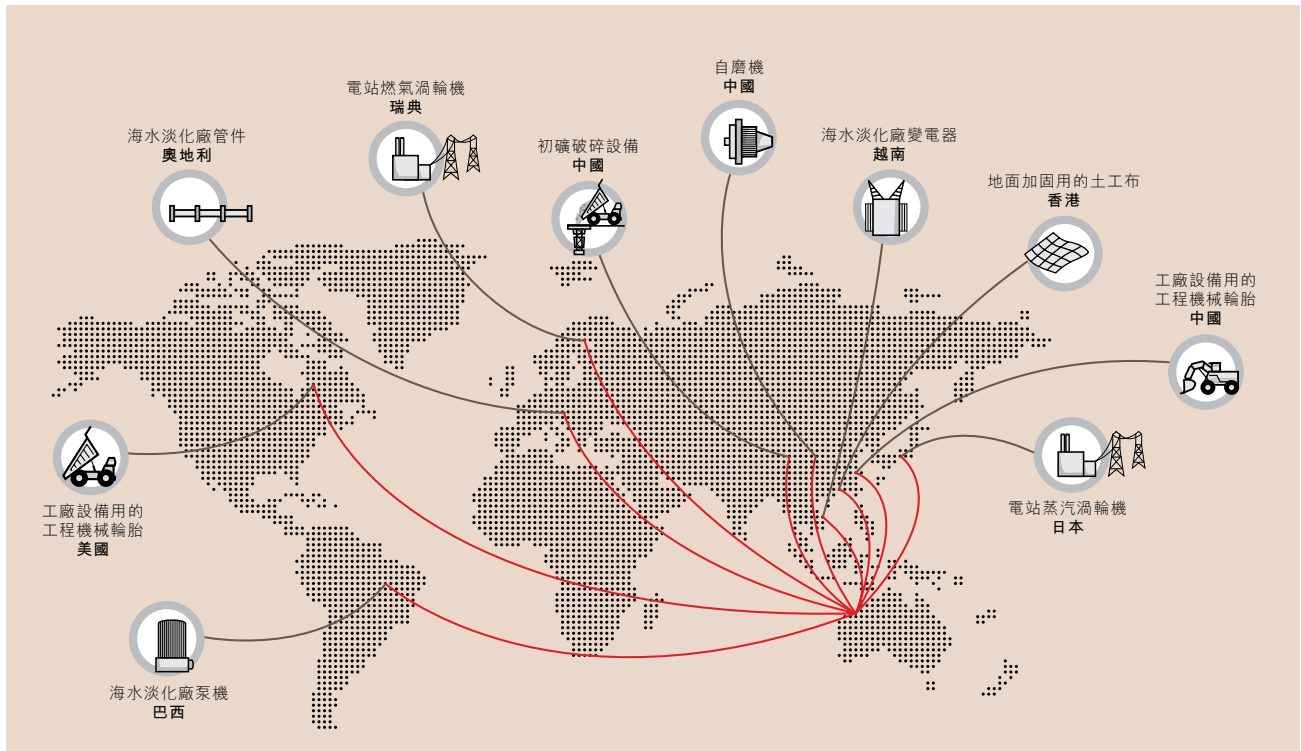 自磨機
中國
電站燃氣渦輪機
瑞典
海水淡化廠管件
奧地利
初礦破碎設備
中國
海水淡化廠變電器
越南
地面加固用的土工布
香港
工廠設備用的
工程機械輪胎
中國
工廠設備用的
工程機械輪胎
美國
電站蒸汽渦輪機
日本
海水淡化廠泵機
巴西